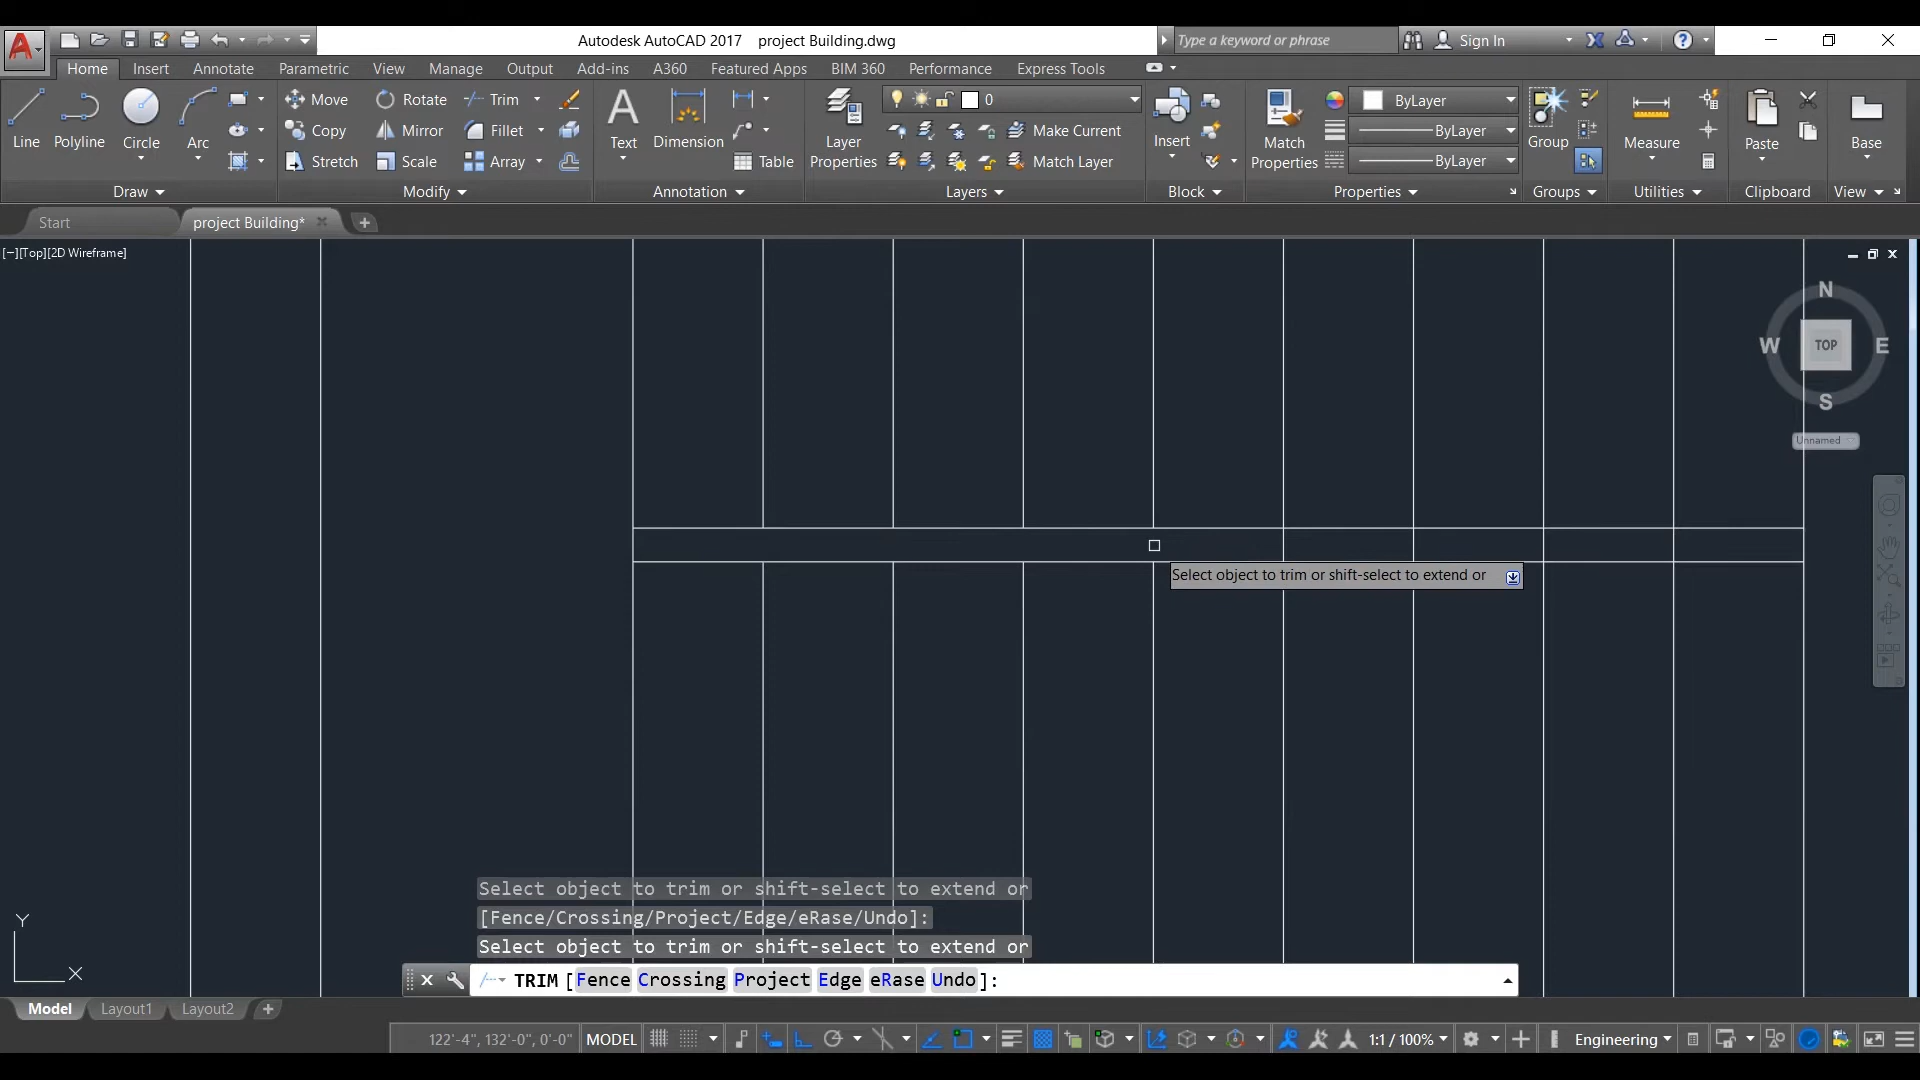 Autodesk AutoCAD 2017 project Building.dwg
Type a keyword or phrase
Sign In
Home Insert Annotate Parametric View Manage Output Add-ins A360 Featured Apps BIM 360 Performance Express Tools
Line Polyline Circle Arc
Move Rotate Trim
Copy Mirror Fillet
Stretch Scale Array
Text Dimension Table
Layer Properties
0
Make Current
Match Layer
Insert
Match Properties
ByLayer
ByLayer
ByLayer
Group Measure Paste Base
Draw Modify Annotation Layers Block Properties Groups Utilities Clipboard View
Start project Building*
[−][Top][2D Wireframe]
N
W TOP E
S
Unnamed
Select object to trim or shift-select to extend or
Select object to trim or shift-select to extend or
[Fence/Crossing/Project/Edge/eRase/Undo]:
Select object to trim or shift-select to extend or
TRIM [Fence Crossing Project Edge eRase Undo]:
Y
X
Model Layout1 Layout2
122'-4", 132'-0", 0'-0" MODEL 1:1 / 100% Engineering